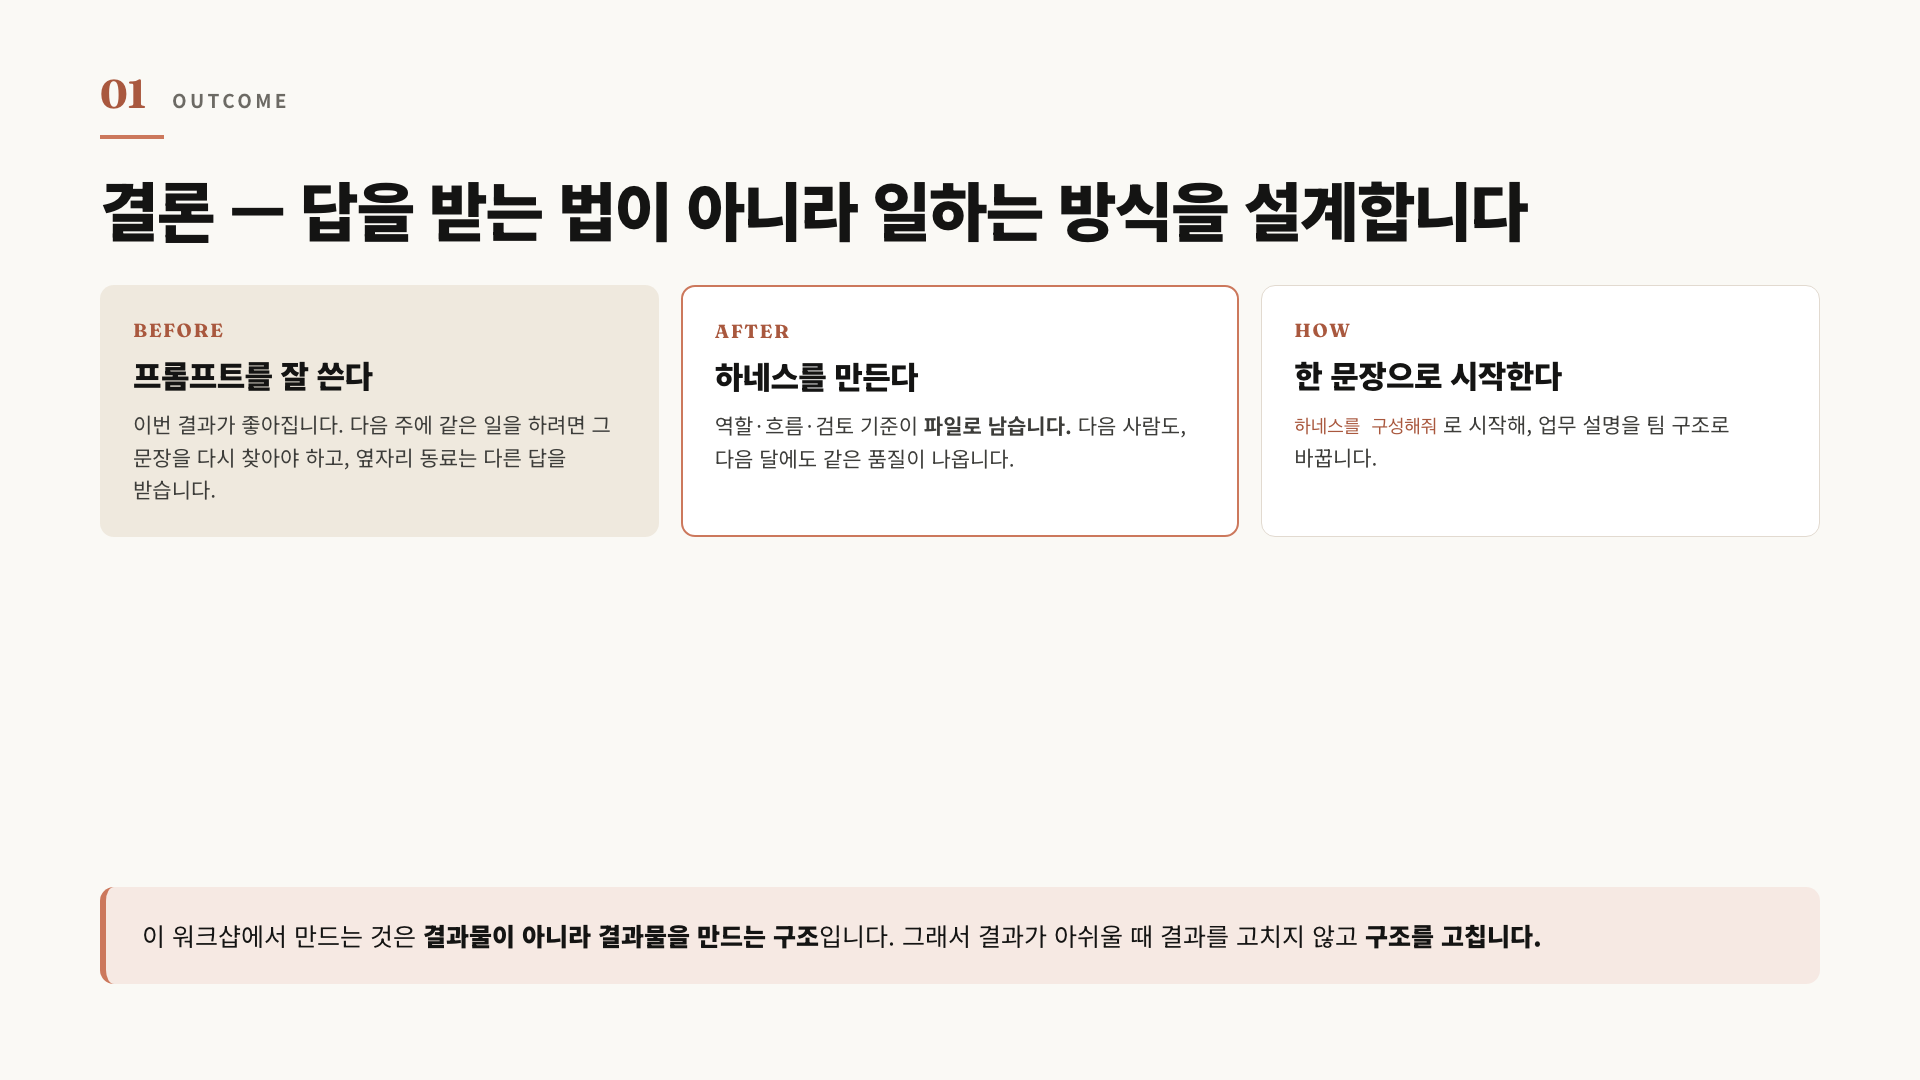 01 OUTCOME
결론 — 답을 받는 법이 아니라 일하는 방식을 설계합니다
BEFORE
프롬프트를 잘 쓴다
이번 결과가 좋아집니다. 다음 주에 같은 일을 하려면 그
문장을 다시 찾아야 하고, 옆자리 동료는 다른 답을
받습니다.
AFTER
하네스를 만든다
역할·흐름·검토 기준이 파일로 남습니다. 다음 사람도,
다음 달에도 같은 품질이 나옵니다.
HOW
한 문장으로 시작한다
하네스를 구성해줘 로 시작해, 업무 설명을 팀 구조로
바꿉니다.
이 워크샵에서 만드는 것은 결과물이 아니라 결과물을 만드는 구조입니다. 그래서 결과가 아쉬울 때 결과를 고치지 않고 구조를 고칩니다.